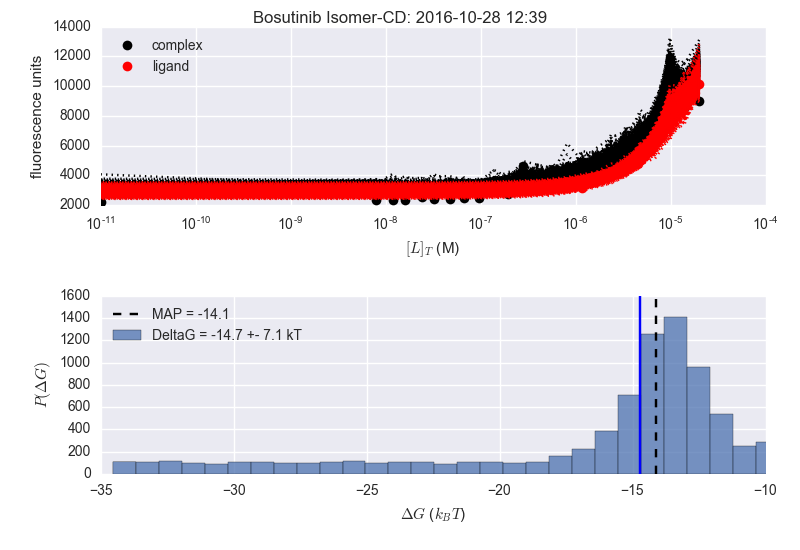 Bosutinib Isomer-CD: 2016-10-28 12:39
14000
12000
10000
8000
6000
4000
2000
fluorescence units
complex
ligand
10⁻¹¹ 10⁻¹⁰ 10⁻⁹ 10⁻⁸ 10⁻⁷ 10⁻⁶ 10⁻⁵ 10⁻⁴
[L]_T (M)
1600
1400
1200
1000
800
600
400
200
0
P(ΔG)
MAP = -14.1
DeltaG = -14.7 +- 7.1 kT
−35 −30 −25 −20 −15 −10
ΔG (k_BT)